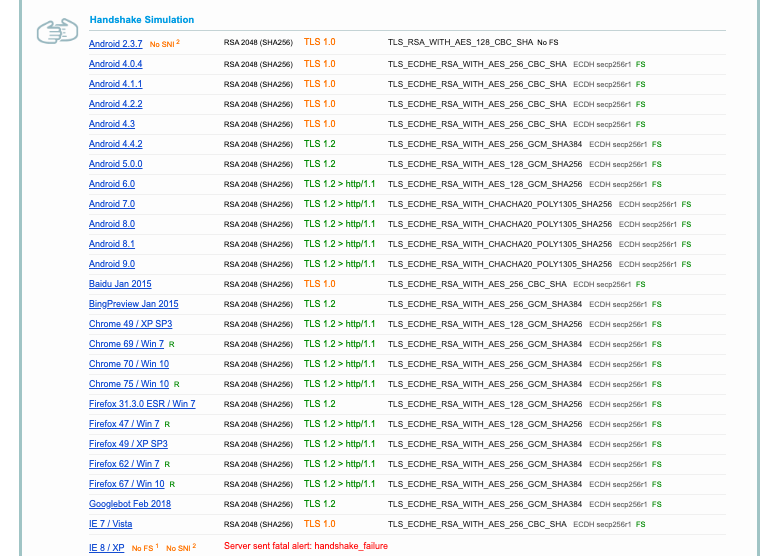 Handshake Simulation
Android 2.3.7 No SNI 2 RSA 2048 (SHA256) TLS 1.0 TLS_RSA_WITH_AES_128_CBC_SHA No FS
Android 4.0.4 RSA 2048 (SHA256) TLS 1.0 TLS_ECDHE_RSA_WITH_AES_256_CBC_SHA ECDH secp256r1 FS
Android 4.1.1 RSA 2048 (SHA256) TLS 1.0 TLS_ECDHE_RSA_WITH_AES_256_CBC_SHA ECDH secp256r1 FS
Android 4.2.2 RSA 2048 (SHA256) TLS 1.0 TLS_ECDHE_RSA_WITH_AES_256_CBC_SHA ECDH secp256r1 FS
Android 4.3 RSA 2048 (SHA256) TLS 1.0 TLS_ECDHE_RSA_WITH_AES_256_CBC_SHA ECDH secp256r1 FS
Android 4.4.2 RSA 2048 (SHA256) TLS 1.2 TLS_ECDHE_RSA_WITH_AES_256_GCM_SHA384 ECDH secp256r1 FS
Android 5.0.0 RSA 2048 (SHA256) TLS 1.2 TLS_ECDHE_RSA_WITH_AES_128_GCM_SHA256 ECDH secp256r1 FS
Android 6.0 RSA 2048 (SHA256) TLS 1.2 > http/1.1 TLS_ECDHE_RSA_WITH_AES_128_GCM_SHA256 ECDH secp256r1 FS
Android 7.0 RSA 2048 (SHA256) TLS 1.2 > http/1.1 TLS_ECDHE_RSA_WITH_CHACHA20_POLY1305_SHA256 ECDH secp256r1 FS
Android 8.0 RSA 2048 (SHA256) TLS 1.2 > http/1.1 TLS_ECDHE_RSA_WITH_CHACHA20_POLY1305_SHA256 ECDH secp256r1 FS
Android 8.1 RSA 2048 (SHA256) TLS 1.2 > http/1.1 TLS_ECDHE_RSA_WITH_CHACHA20_POLY1305_SHA256 ECDH secp256r1 FS
Android 9.0 RSA 2048 (SHA256) TLS 1.2 > http/1.1 TLS_ECDHE_RSA_WITH_CHACHA20_POLY1305_SHA256 ECDH secp256r1 FS
Baidu Jan 2015 RSA 2048 (SHA256) TLS 1.0 TLS_ECDHE_RSA_WITH_AES_256_CBC_SHA ECDH secp256r1 FS
BingPreview Jan 2015 RSA 2048 (SHA256) TLS 1.2 TLS_ECDHE_RSA_WITH_AES_256_GCM_SHA384 ECDH secp256r1 FS
Chrome 49 / XP SP3 RSA 2048 (SHA256) TLS 1.2 > http/1.1 TLS_ECDHE_RSA_WITH_AES_128_GCM_SHA256 ECDH secp256r1 FS
Chrome 69 / Win 7 R RSA 2048 (SHA256) TLS 1.2 > http/1.1 TLS_ECDHE_RSA_WITH_AES_256_GCM_SHA384 ECDH secp256r1 FS
Chrome 70 / Win 10 RSA 2048 (SHA256) TLS 1.2 > http/1.1 TLS_ECDHE_RSA_WITH_AES_256_GCM_SHA384 ECDH secp256r1 FS
Chrome 75 / Win 10 R RSA 2048 (SHA256) TLS 1.2 > http/1.1 TLS_ECDHE_RSA_WITH_AES_256_GCM_SHA384 ECDH secp256r1 FS
Firefox 31.3.0 ESR / Win 7 RSA 2048 (SHA256) TLS 1.2 TLS_ECDHE_RSA_WITH_AES_128_GCM_SHA256 ECDH secp256r1 FS
Firefox 47 / Win 7 R RSA 2048 (SHA256) TLS 1.2 > http/1.1 TLS_ECDHE_RSA_WITH_AES_128_GCM_SHA256 ECDH secp256r1 FS
Firefox 49 / XP SP3 RSA 2048 (SHA256) TLS 1.2 > http/1.1 TLS_ECDHE_RSA_WITH_AES_256_GCM_SHA384 ECDH secp256r1 FS
Firefox 62 / Win 7 R RSA 2048 (SHA256) TLS 1.2 > http/1.1 TLS_ECDHE_RSA_WITH_AES_256_GCM_SHA384 ECDH secp256r1 FS
Firefox 67 / Win 10 R RSA 2048 (SHA256) TLS 1.2 > http/1.1 TLS_ECDHE_RSA_WITH_AES_256_GCM_SHA384 ECDH secp256r1 FS
Googlebot Feb 2018 RSA 2048 (SHA256) TLS 1.2 TLS_ECDHE_RSA_WITH_AES_256_GCM_SHA384 ECDH secp256r1 FS
IE 7 / Vista RSA 2048 (SHA256) TLS 1.0 TLS_ECDHE_RSA_WITH_AES_256_CBC_SHA ECDH secp256r1 FS
IE 8 / XP No FS 1 No SNI 2 Server sent fatal alert: handshake_failure